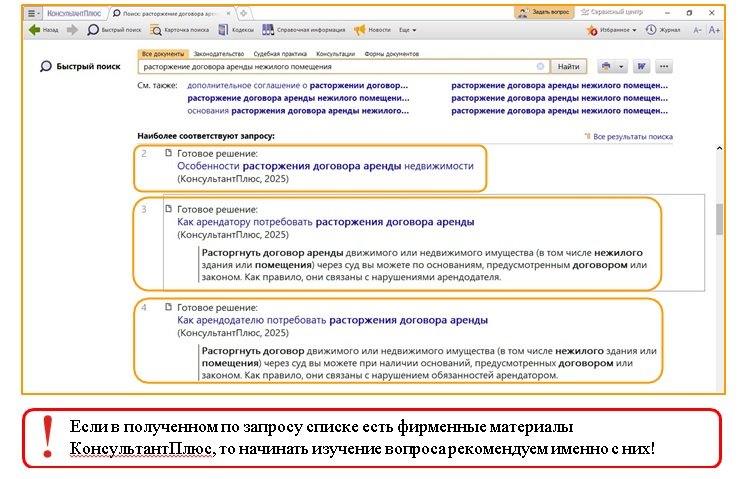 КонсультантПлюс
Поиск: расторжение договора арен
Задать вопрос
Сервисный центр
Назад
Быстрый поиск
Карточка поиска
Кодексы
Справочная информация
Новости
Еще
Избранное
Журнал
A- A+
Все документы Законодательство Судебная практика Консультации Формы документов
Быстрый поиск
расторжение договора аренды нежилого помещения
Найти
См. также: дополнительное соглашение о расторжении договор... расторжение договора аренды нежилого помещен...
расторжение договора аренды нежилого помещени... расторжение договора аренды нежилого помещен...
основания расторжения договора аренды нежилого... расторжение договора аренды нежилого помещен...
Наиболее соответствуют запросу: Все результаты поиска
2 Готовое решение:
Особенности расторжения договора аренды недвижимости
(КонсультантПлюс, 2025)
3 Готовое решение:
Как арендатору потребовать расторжения договора аренды
(КонсультантПлюс, 2025)
Расторгнуть договор аренды движимого или недвижимого имущества (в том числе нежилого
здания или помещения) через суд вы можете по основаниям, предусмотренным договором или
законом. Как правило, они связаны с нарушениями арендодателя.
4 Готовое решение:
Как арендодателю потребовать расторжения договора аренды
(КонсультантПлюс, 2025)
Расторгнуть договор движимого или недвижимого имущества (в том числе нежилого здания или
помещения) через суд вы можете при наличии оснований, предусмотренных договором или
законом. Как правило, они связаны с нарушением обязанностей арендатором.
! Если в полученном по запросу списке есть фирменные материалы
КонсультантПлюс, то начинать изучение вопроса рекомендуем именно с них!